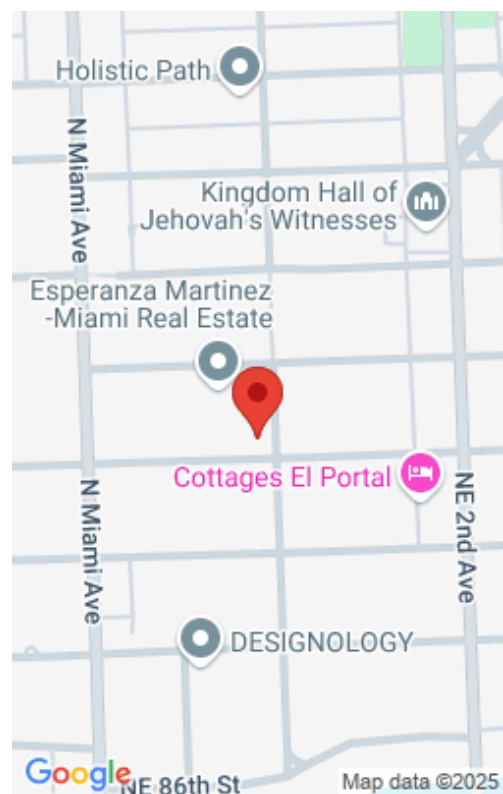 Holistic Path
N Miami Ave
Kingdom Hall of
Jehovah's Witnesses
Esperanza Martinez
-Miami Real Estate
Cottages El Portal
N Miami Ave
NE 2nd Ave
DESIGNOLOGY
Google
NE 86th St
Map data ©2025